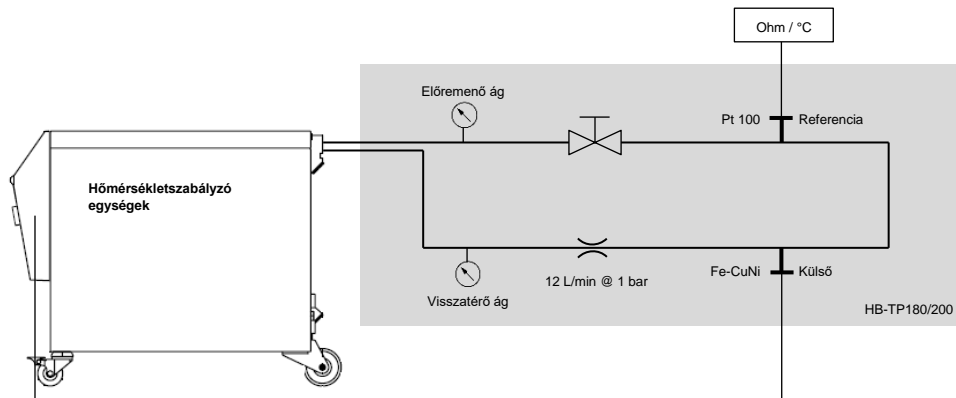 Ohm / °C
Előremenő ág
Pt 100
Referencia
Hőmérsékletszabályzó
egységek
12 L/min @ 1 bar
Fe-CuNi
Külső
Visszatérő ág
HB-TP180/200